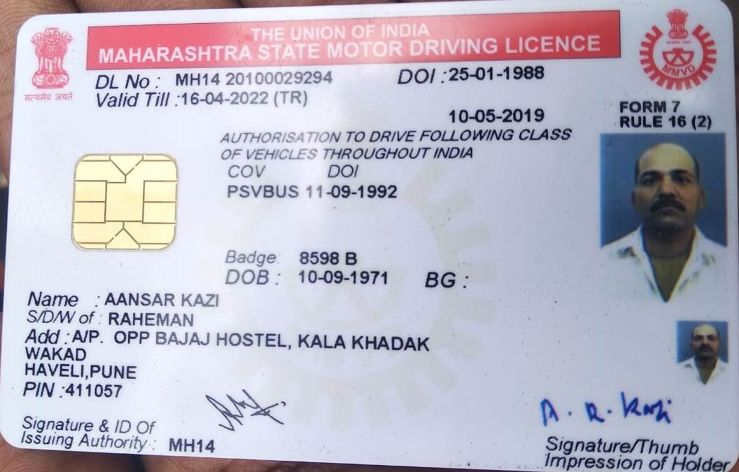 THE UNION OF INDIA
MAHARASHTRA STATE MOTOR DRIVING LICENCE
सत्यमेव जयते
MMVD
DL No : MH14 20100029294 DOI : 25-01-1988
Valid Till : 16-04-2022 (TR)
10-05-2019
FORM 7
RULE 16 (2)
AUTHORISATION TO DRIVE FOLLOWING CLASS
OF VEHICLES THROUGHOUT INDIA
COV DOI
PSVBUS 11-09-1992
Badge: 8598 B
DOB : 10-09-1971 BG :
Name : AANSAR KAZI
S/D/W of : RAHEMAN
Add : A/P. OPP BAJAJ HOSTEL, KALA KHADAK
WAKAD
HAVELI,PUNE
PIN :411057
Signature & ID Of
Issuing Authority : MH14
A. R. Kazi
Signature/Thumb
Impression of Holder